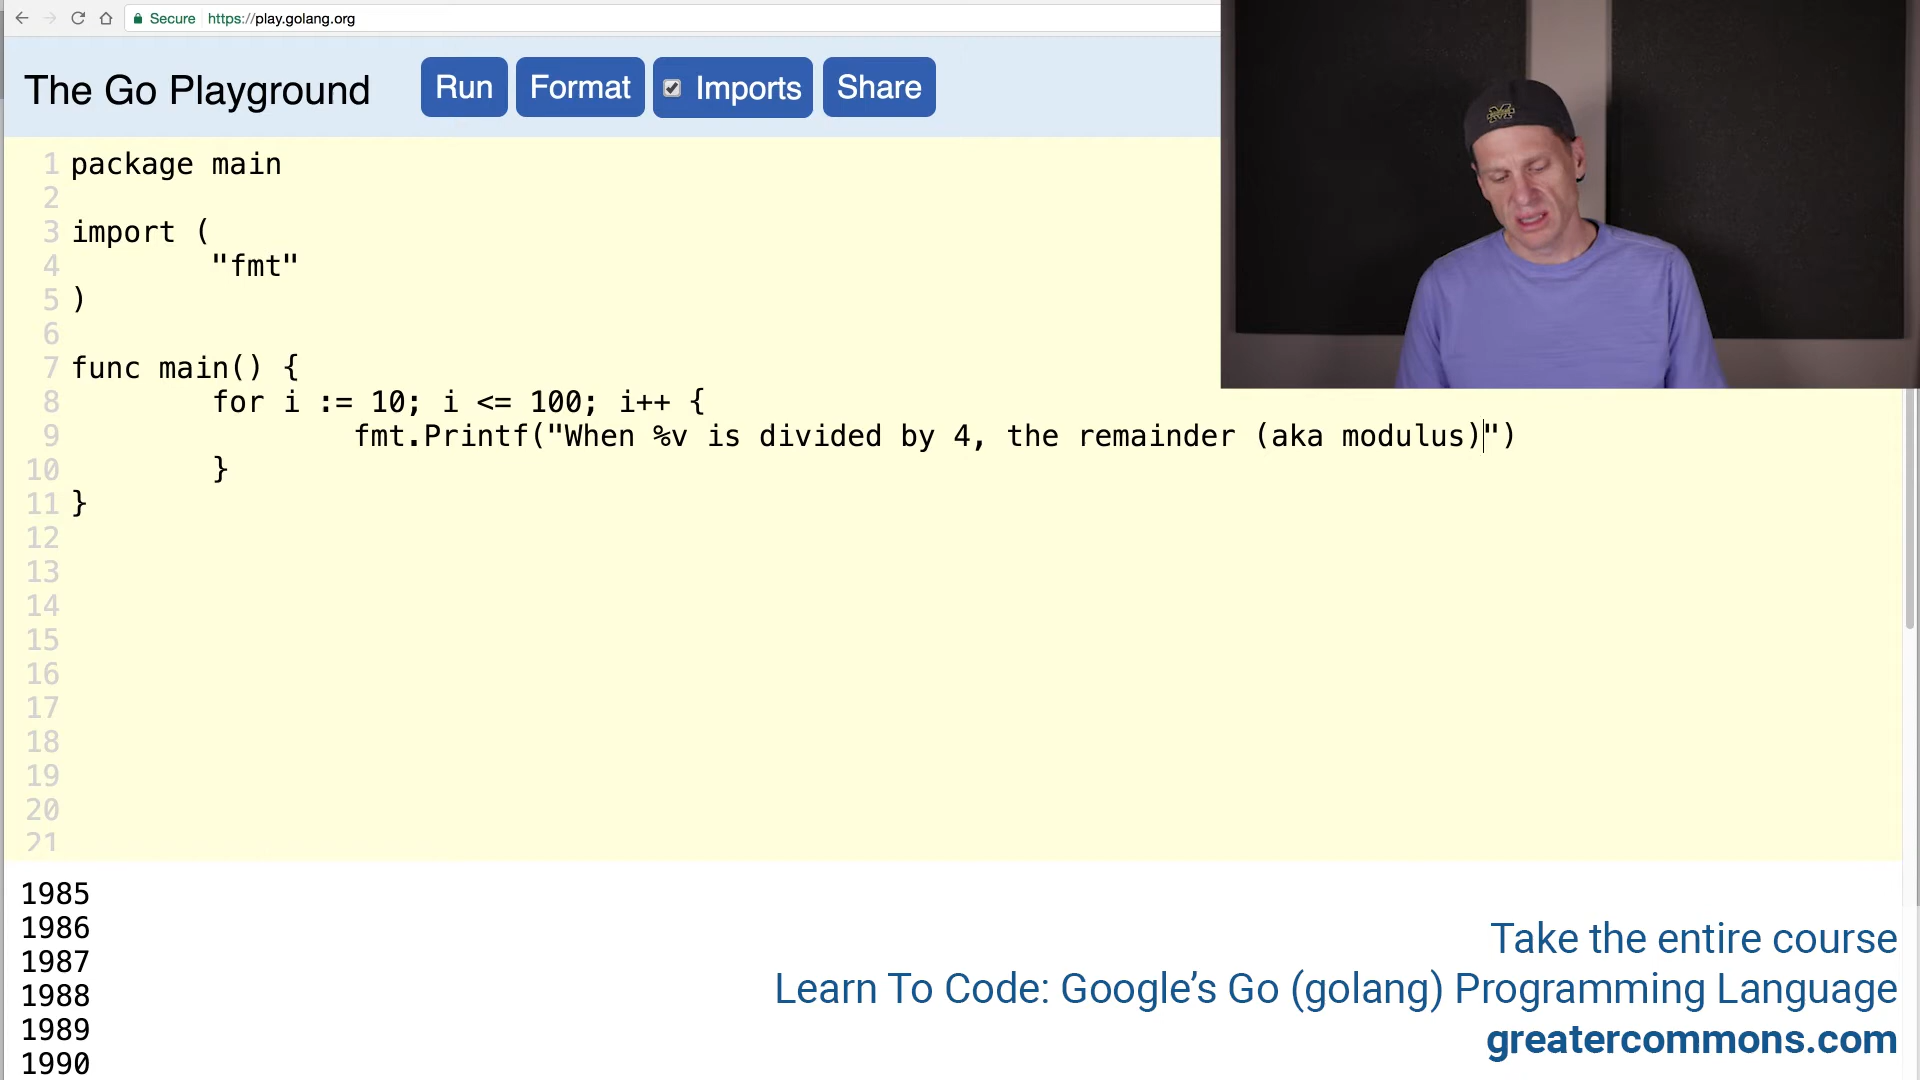 Secure https://play.golang.org
The Go Playground Run Format Imports Share
1 package main
2
3 import (
4 "fmt"
5 )
6
7 func main() {
8 for i := 10; i <= 100; i++ {
9 fmt.Printf("When %v is divided by 4, the remainder (aka modulus)")
10 }
11 }
12
13
14
15
16
17
18
19
20
21
1985
1986
1987
1988
1989
1990
Take the entire course
Learn To Code: Google’s Go (golang) Programming Language
greatercommons.com
M